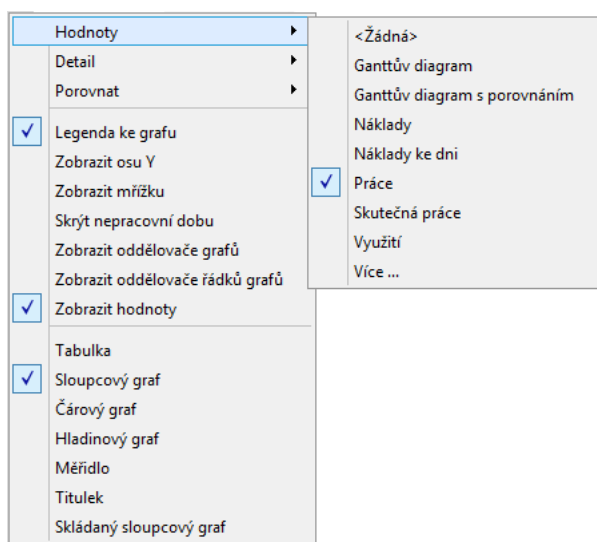 Hodnoty
Detail
Porovnat
Legenda ke grafu
Zobrazit osu Y
Zobrazit mřížku
Skrýt nepracovní dobu
Zobrazit oddělovače grafů
Zobrazit oddělovače řádků grafů
Zobrazit hodnoty
Tabulka
Sloupcový graf
Čárový graf
Hladinový graf
Měřidlo
Titulek
Skládaný sloupcový graf
<Žádná>
Ganttův diagram
Ganttův diagram s porovnáním
Náklady
Náklady ke dni
Práce
Skutečná práce
Využití
Více ...